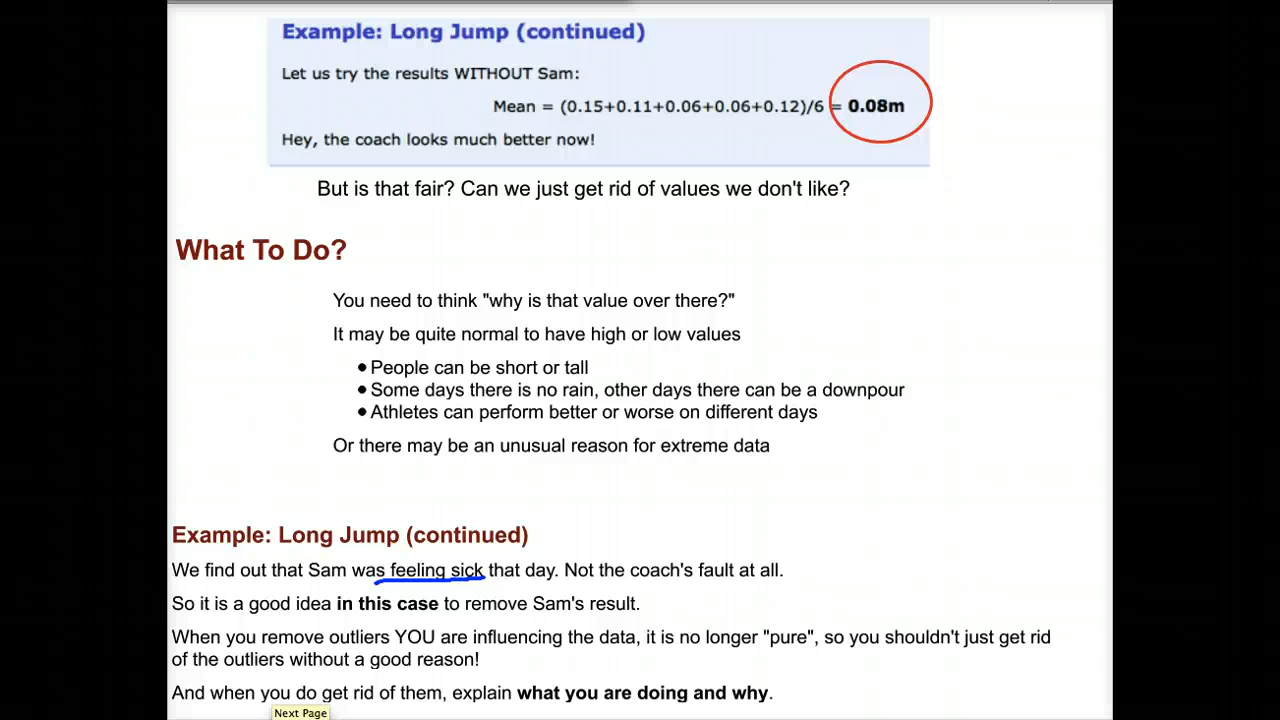 Example: Long Jump (continued)
Let us try the results WITHOUT Sam:
Mean = (0.15+0.11+0.06+0.06+0.12)/6 = 0.08m
Hey, the coach looks much better now!
But is that fair? Can we just get rid of values we don't like?
What To Do?
You need to think "why is that value over there?"
It may be quite normal to have high or low values
• People can be short or tall
• Some days there is no rain, other days there can be a downpour
• Athletes can perform better or worse on different days
Or there may be an unusual reason for extreme data
Example: Long Jump (continued)
We find out that Sam was feeling sick that day. Not the coach's fault at all.
So it is a good idea in this case to remove Sam's result.
When you remove outliers YOU are influencing the data, it is no longer "pure", so you shouldn't just get rid
of the outliers without a good reason!
And when you do get rid of them, explain what you are doing and why.
Next Page